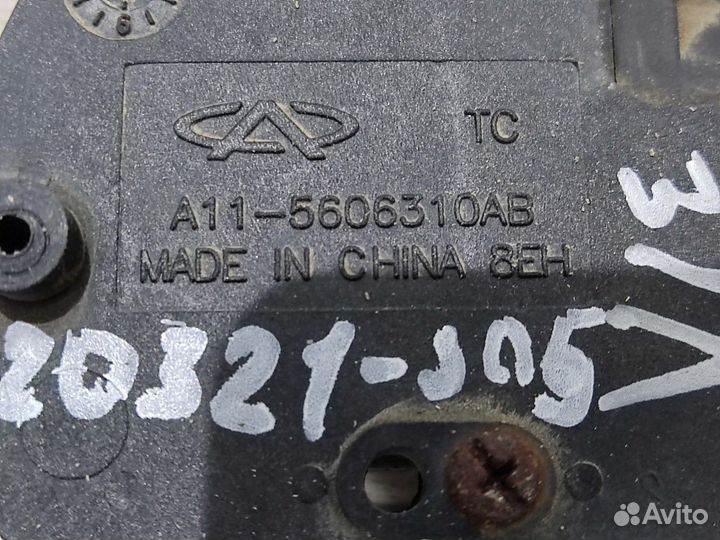 TC
A11-5606310AB
MADE IN CHINA 8EH
20321-105
Avito